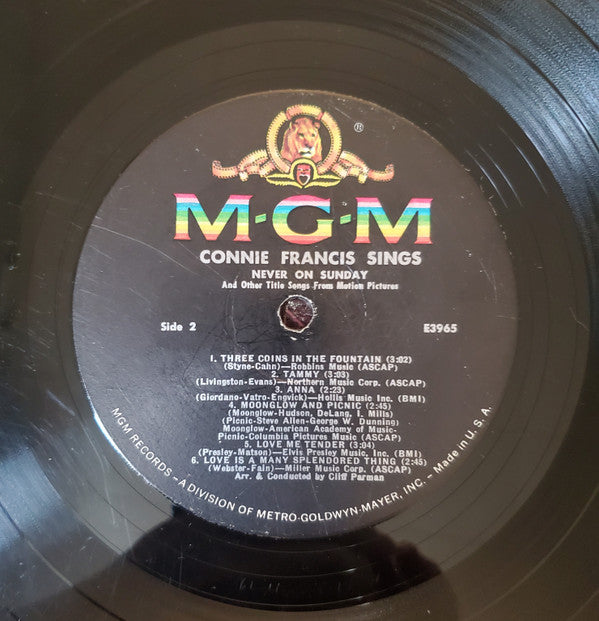 ®
M-G-M
CONNIE FRANCIS SINGS
NEVER ON SUNDAY
And Other Title Songs From Motion Pictures
Side 2
E3965
1. THREE COINS IN THE FOUNTAIN (3:02)
(Styne-Cahn)—Robbins Music (ASCAP)
2. TAMMY (3:03)
(Livingston-Evans)—Northern Music Corp. (ASCAP)
3. ANNA (2:23)
(Giordano-Vatro-Engvick)—Hollis Music Inc. (BMI)
4. MOONGLOW AND PICNIC (2:45)
(Moonglow-Hudson, DeLang, I. Mills)
(Picnic-Steve Allen-George W. Dunning)
Moonglow-American Academy of Music-
Picnic-Columbia Pictures Music (ASCAP)
5. LOVE ME TENDER (3:04)
(Presley-Matson)—Elvis Presley Music, Inc. (BMI)
6. LOVE IS A MANY SPLENDORED THING (2:45)
(Webster-Fain)—Miller Music Corp. (ASCAP)
Arr. & Conducted by Cliff Parman
MGM RECORDS — A DIVISION OF METRO-GOLDWYN-MAYER, INC. — Made in U.S.A.